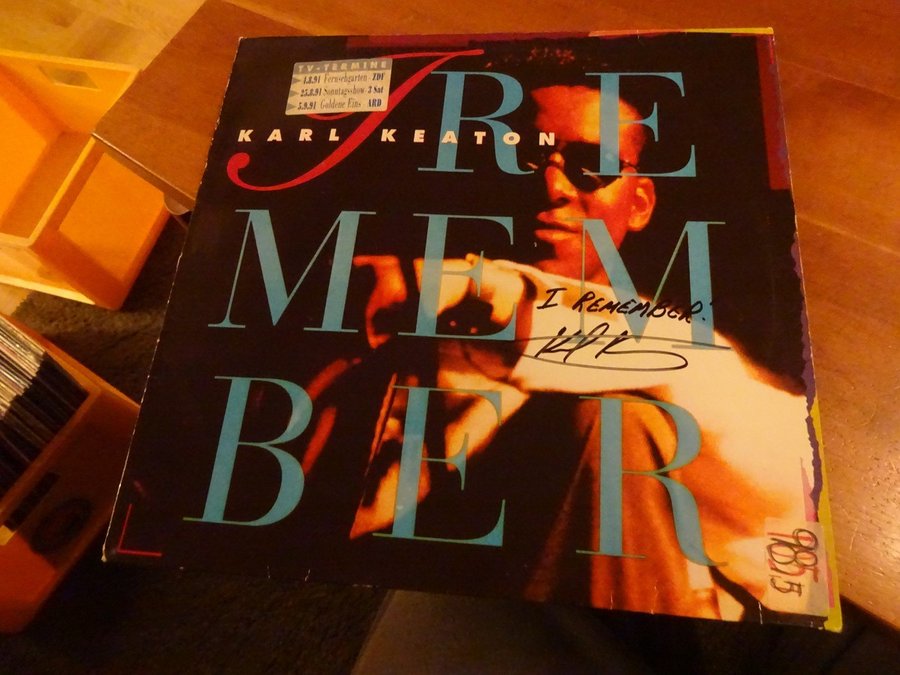 TV-TERMINE
4.8.91 Fernsehgarten ZDF
25.8.91 Sonntagsshow 3 Sat
5.9.91 Goldene Eins ARD
I RE
KARL KEATON
MEM
I REMEMBER!
BER